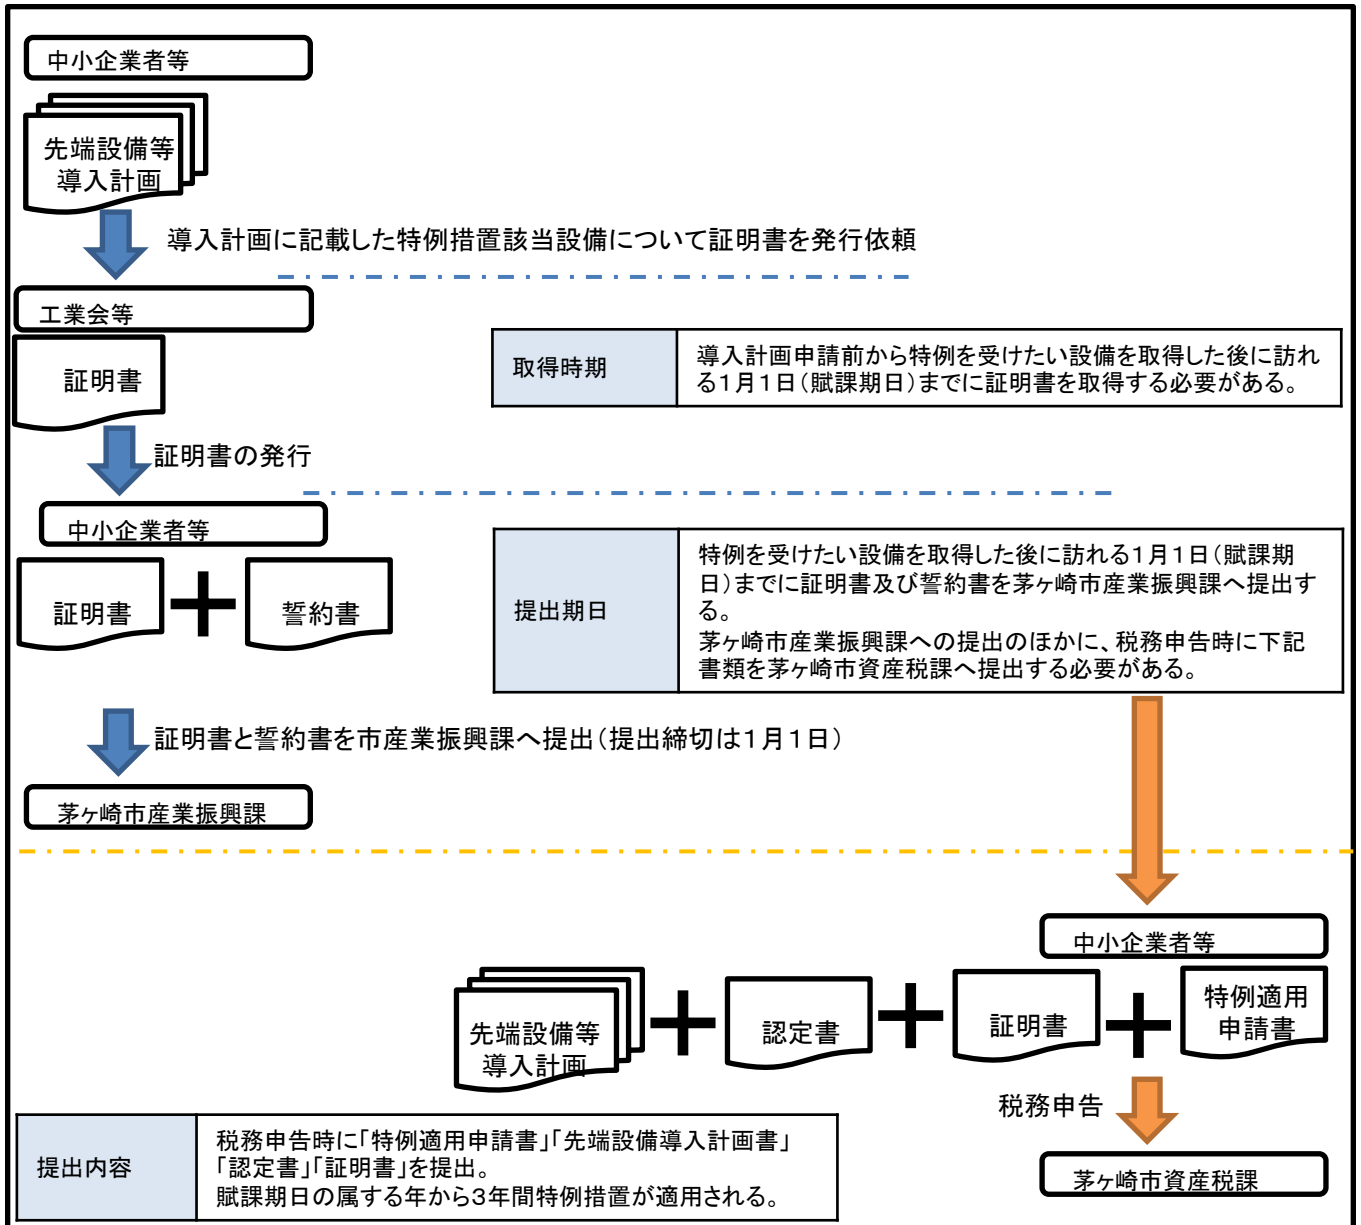 中小企業者等
先端設備等
導入計画
導入計画に記載した特例措置該当設備について証明書を発行依頼
工業会等
証明書
取得時期
導入計画申請前から特例を受けたい設備を取得した後に訪れ
る1月1日(賦課期日)までに証明書を取得する必要がある。
証明書の発行
中小企業者等
証明書
誓約書
提出期日
特例を受けたい設備を取得した後に訪れる1月1日(賦課期
日)までに証明書及び誓約書を茅ヶ崎市産業振興課へ提出す
る。
茅ヶ崎市産業振興課への提出のほかに、税務申告時に下記
書類を茅ヶ崎市資産税課へ提出する必要がある。
証明書と誓約書を市産業振興課へ提出(提出締切は1月1日)
茅ヶ崎市産業振興課
中小企業者等
先端設備等
導入計画
認定書
証明書
特例適用
申請書
税務申告
茅ヶ崎市資産税課
提出内容
税務申告時に「特例適用申請書」「先端設備導入計画書」
「認定書」「証明書」を提出。
賦課期日の属する年から3年間特例措置が適用される。